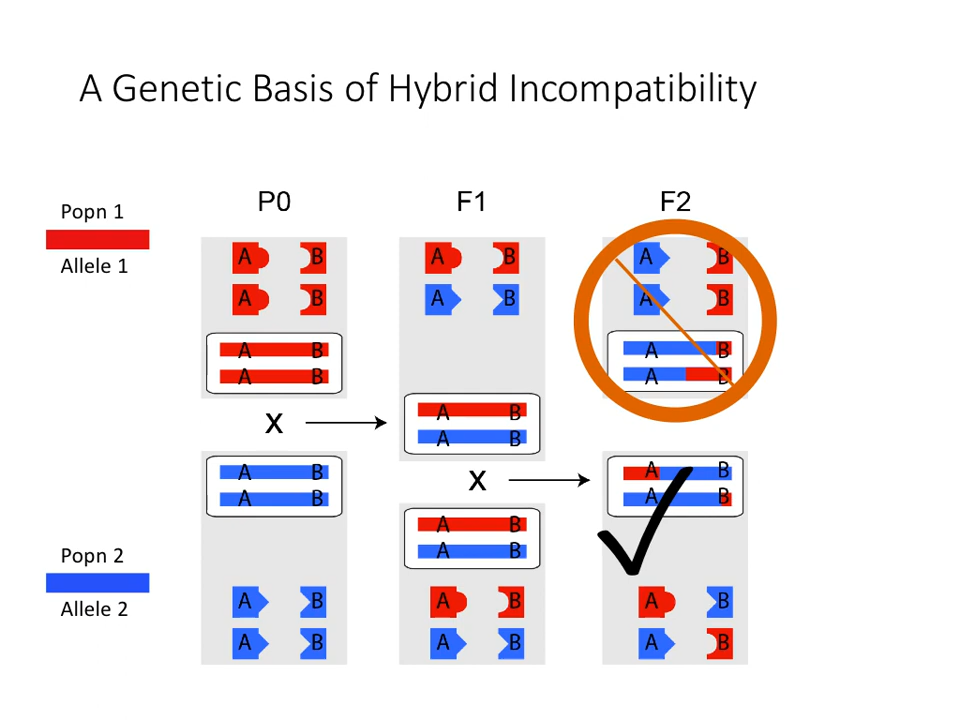 A Genetic Basis of Hybrid Incompatibility
P0 F1 F2
Popn 1
Allele 1
A B A B A B
A B A B A B
A B A B
A B A B
X A B
A B
X
A B A B
A B A B
A B
A B
Popn 2
Allele 2
A B A B A B
A B A B A B